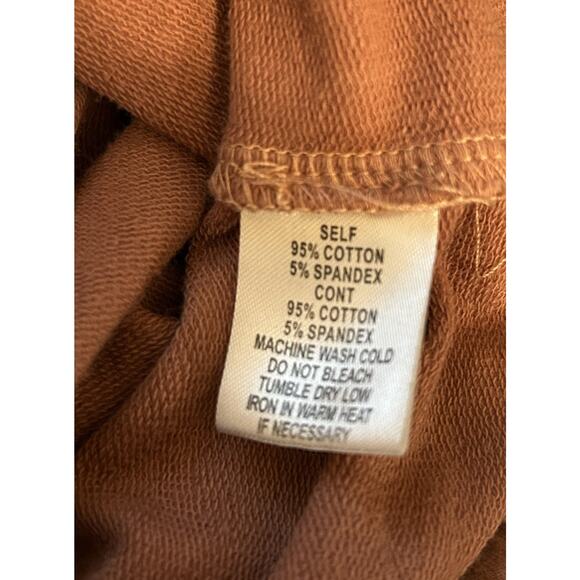 SELF
95% COTTON
5% SPANDEX
CONT
95% COTTON
5% SPANDEX
MACHINE WASH COLD
DO NOT BLEACH
TUMBLE DRY LOW
IRON IN WARM HEAT
IF NECESSARY